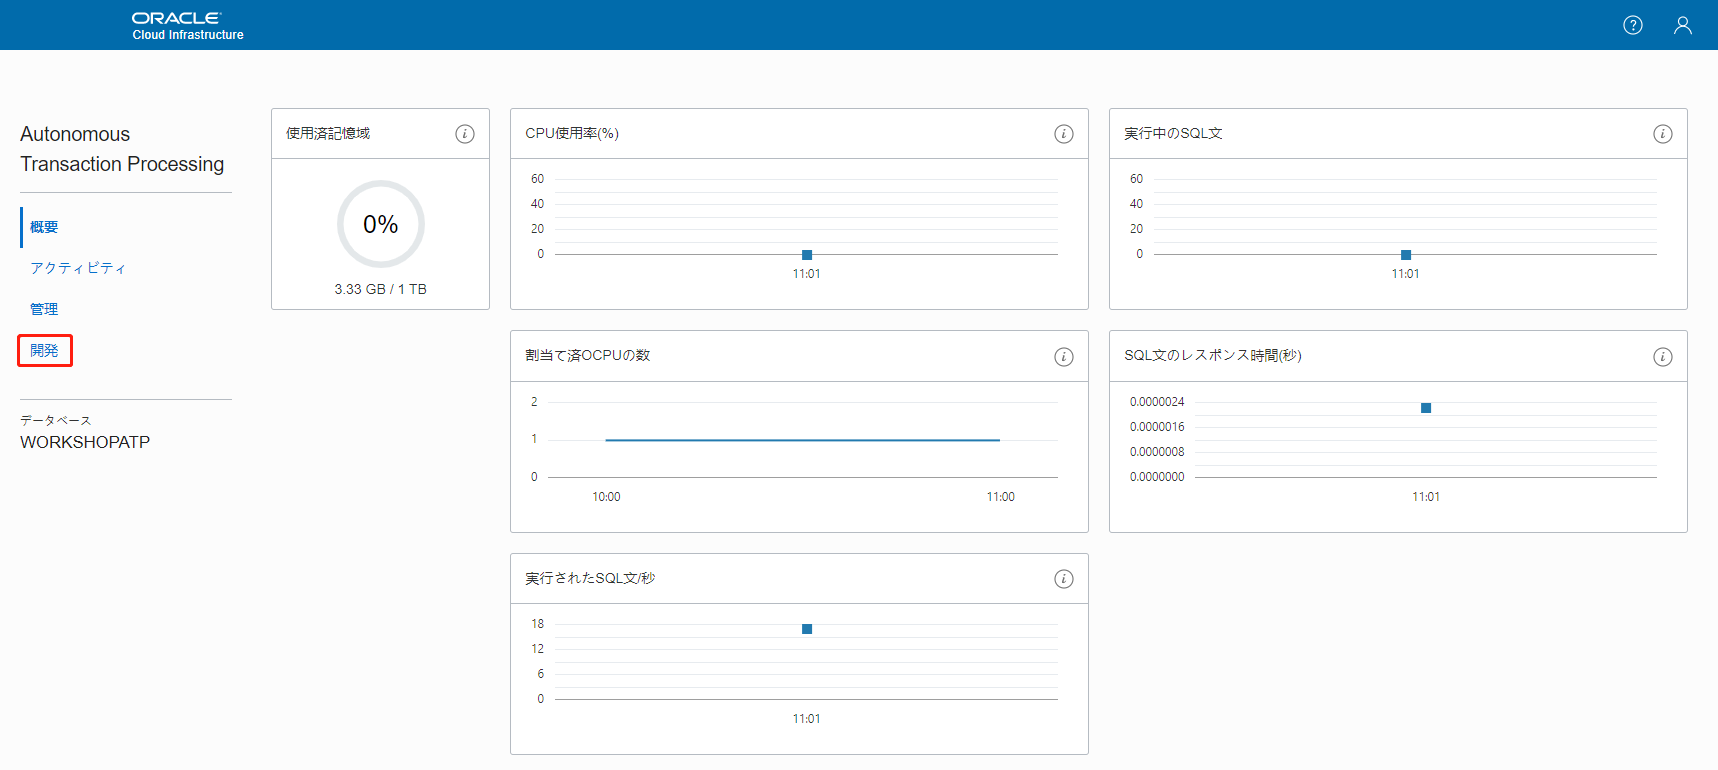 ORACLE
Cloud Infrastructure
Autonomous
Transaction Processing
概要
アクティビティ
管理
開発
データベース
WORKSHOPATP
使用済記憶域
0%
3.33 GB / 1 TB
CPU使用率(%)
60
40
20
0
11:01
実行中のSQL文
60
40
20
0
11:01
割当て済OCPUの数
2
1
0
10:00 11:00
SQL文のレスポンス時間(秒)
0.0000024
0.0000016
0.0000008
0.0000000
11:01
実行されたSQL文/秒
18
12
6
0
11:01